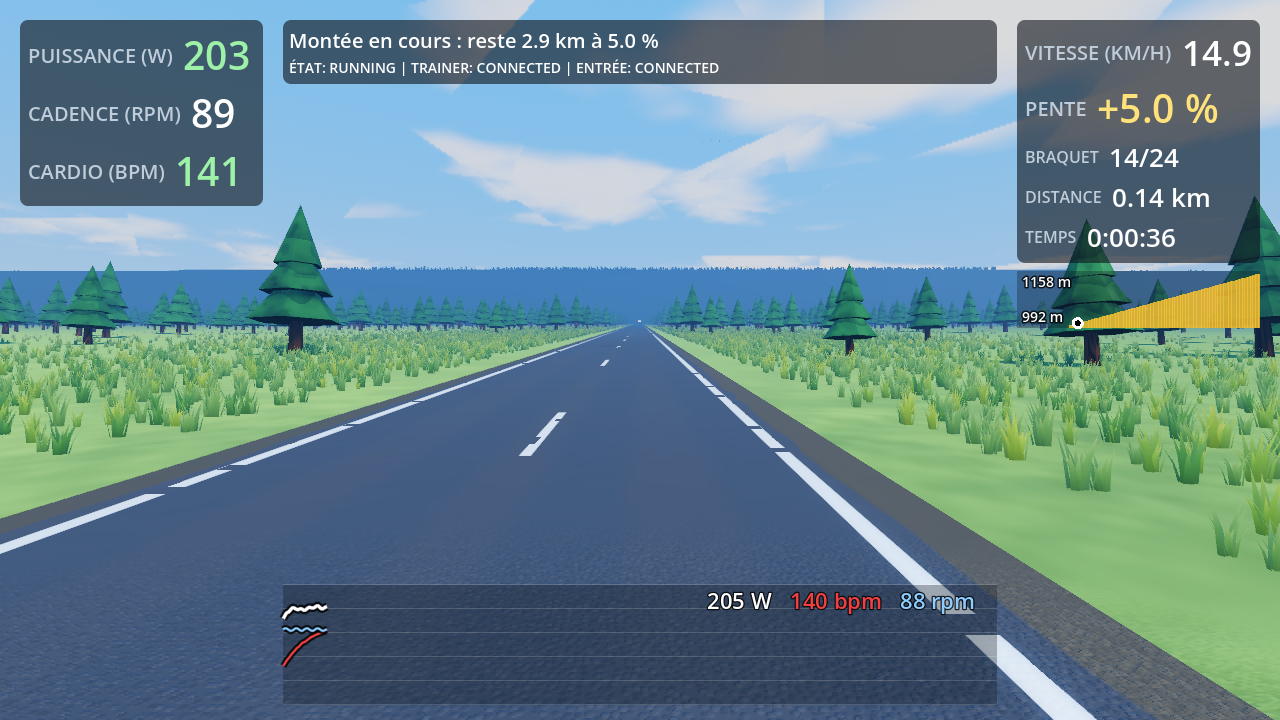 PUISSANCE (W) 203
CADENCE (RPM) 89
CARDIO (BPM) 141
Montée en cours : reste 2.9 km à 5.0 %
ÉTAT: RUNNING | TRAINER: CONNECTED | ENTRÉE: CONNECTED
VITESSE (KM/H) 14.9
PENTE +5.0 %
BRAQUET 14/24
DISTANCE 0.14 km
TEMPS 0:00:36
1158 m
992 m
205 W 140 bpm 88 rpm